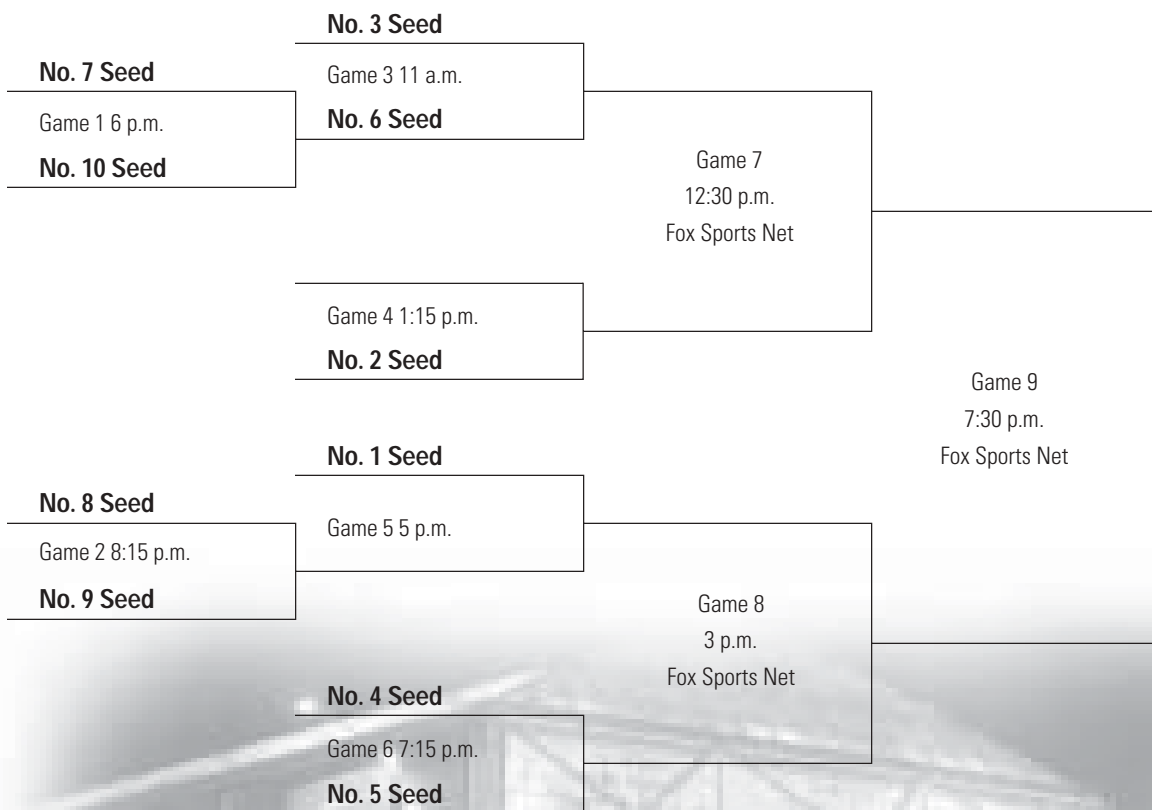 No. 3 Seed
No. 7 Seed
Game 3 11 a.m.
Game 1 6 p.m.
No. 6 Seed
No. 10 Seed
Game 7
12:30 p.m.
Fox Sports Net
Game 4 1:15 p.m.
No. 2 Seed
Game 9
7:30 p.m.
Fox Sports Net
No. 1 Seed
No. 8 Seed
Game 5 5 p.m.
Game 2 8:15 p.m.
No. 9 Seed
Game 8
3 p.m.
Fox Sports Net
No. 4 Seed
Game 6 7:15 p.m.
No. 5 Seed